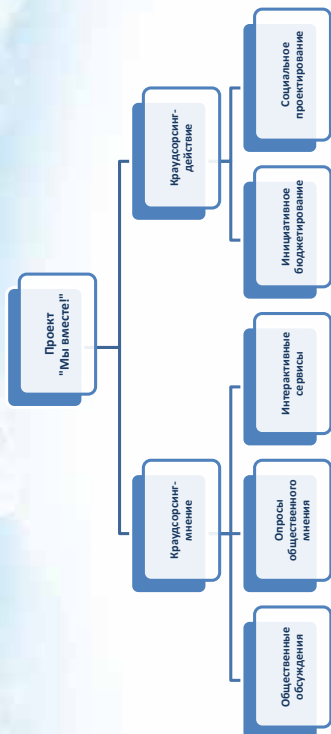 Проект
"Мы вместе!"
Краудсорсинг-
мнение
Краудсорсинг-
действие
Общественные
обсуждения
Опросы
общественного
мнения
Интерактивные
сервисы
Инициативное
бюджетирование
Социальное
проектирование